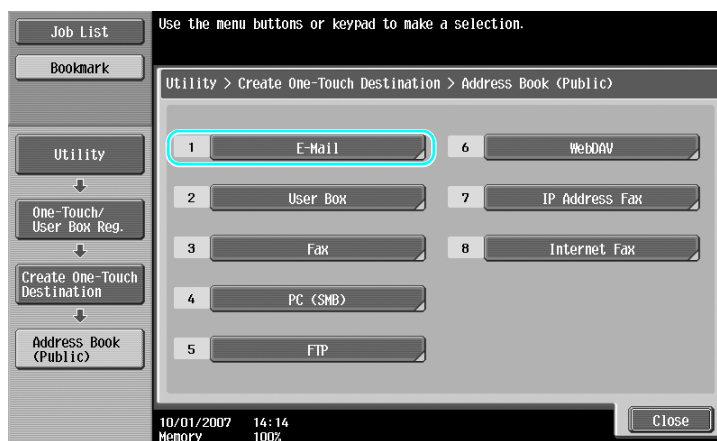 Job List
Bookmark
Use the menu buttons or keypad to make a selection.
Utility > Create One-Touch Destination > Address Book (Public)
Utility
One-Touch/
User Box Reg.
Create One-Touch
Destination
Address Book
(Public)
1 E-Mail
2 User Box
3 Fax
4 PC (SMB)
5 FTP
6 WebDAV
7 IP Address Fax
8 Internet Fax
10/01/2007 14:14
Memory 100%
Close